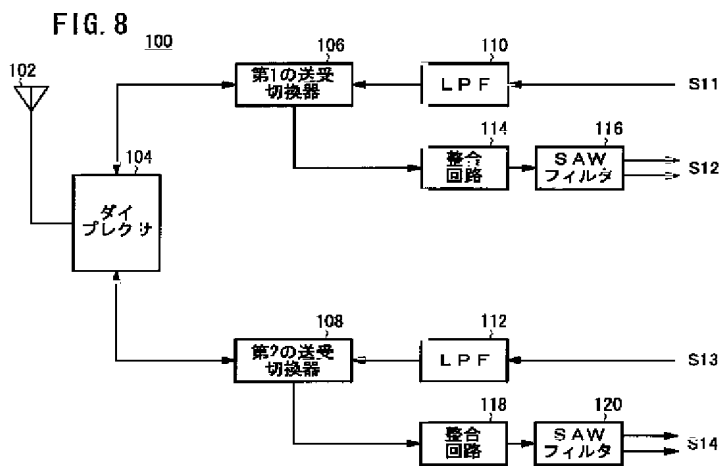 FIG. 8
100
102
104
ダイ
プレクサ
106
第1の送受
切換器
110
LPF
S11
114
整合
回路
116
SAW
フィルタ
S12
108
第2の送受
切換器
112
LPF
S13
118
整合
回路
120
SAW
フィルタ
S14